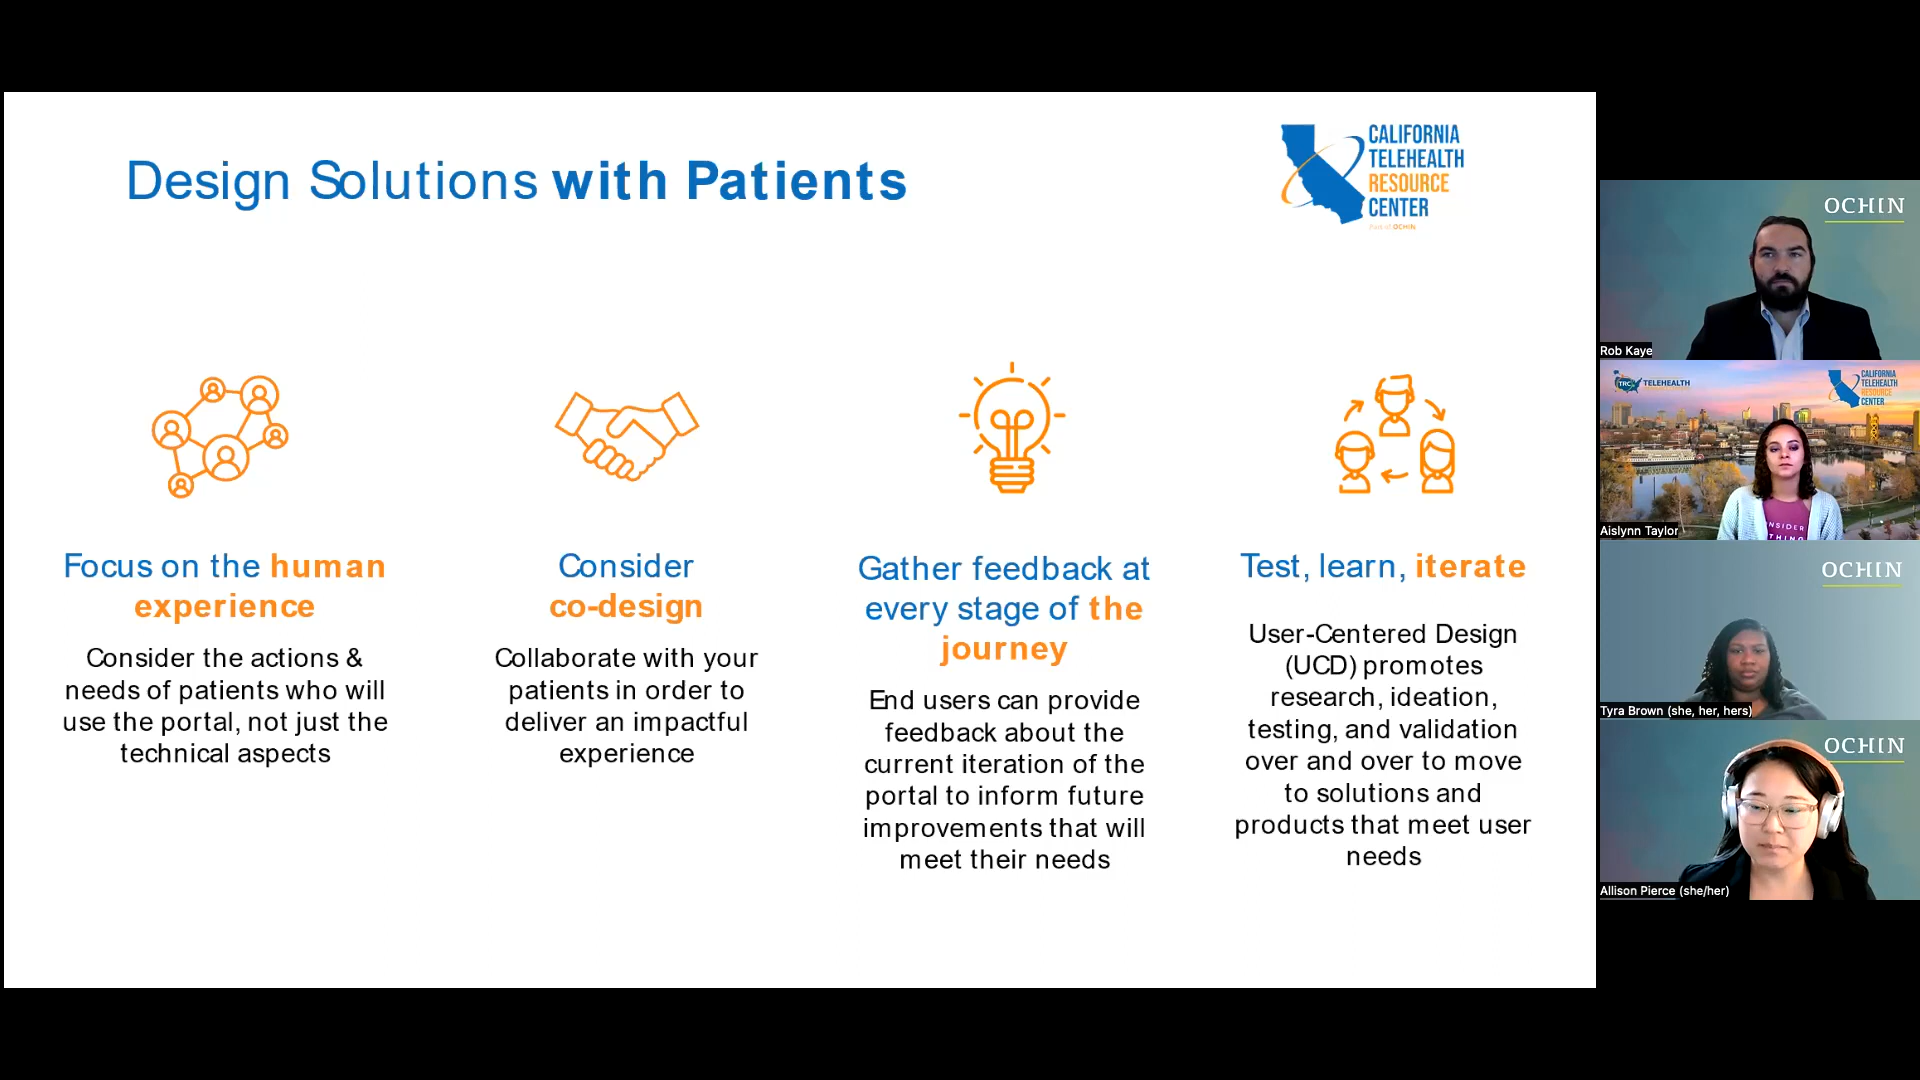 Design Solutions with Patients
CALIFORNIA
TELEHEALTH
RESOURCE
CENTER
Part of OCHIN
Focus on the human
experience
Consider the actions &
needs of patients who will
use the portal, not just the
technical aspects
Consider
co-design
Collaborate with your
patients in order to
deliver an impactful
experience
Gather feedback at
every stage of the
journey
End users can provide
feedback about the
current iteration of the
portal to inform future
improvements that will
meet their needs
Test, learn, iterate
User-Centered Design
(UCD) promotes
research, ideation,
testing, and validation
over and over to move
to solutions and
products that meet user
needs
OCHIN
Rob Kaye
TRC
TELEHEALTH
CALIFORNIA
TELEHEALTH
RESOURCE
CENTER
Aislynn Taylor
OCHIN
Tyra Brown (she, her, hers)
OCHIN
Allison Pierce (she/her)